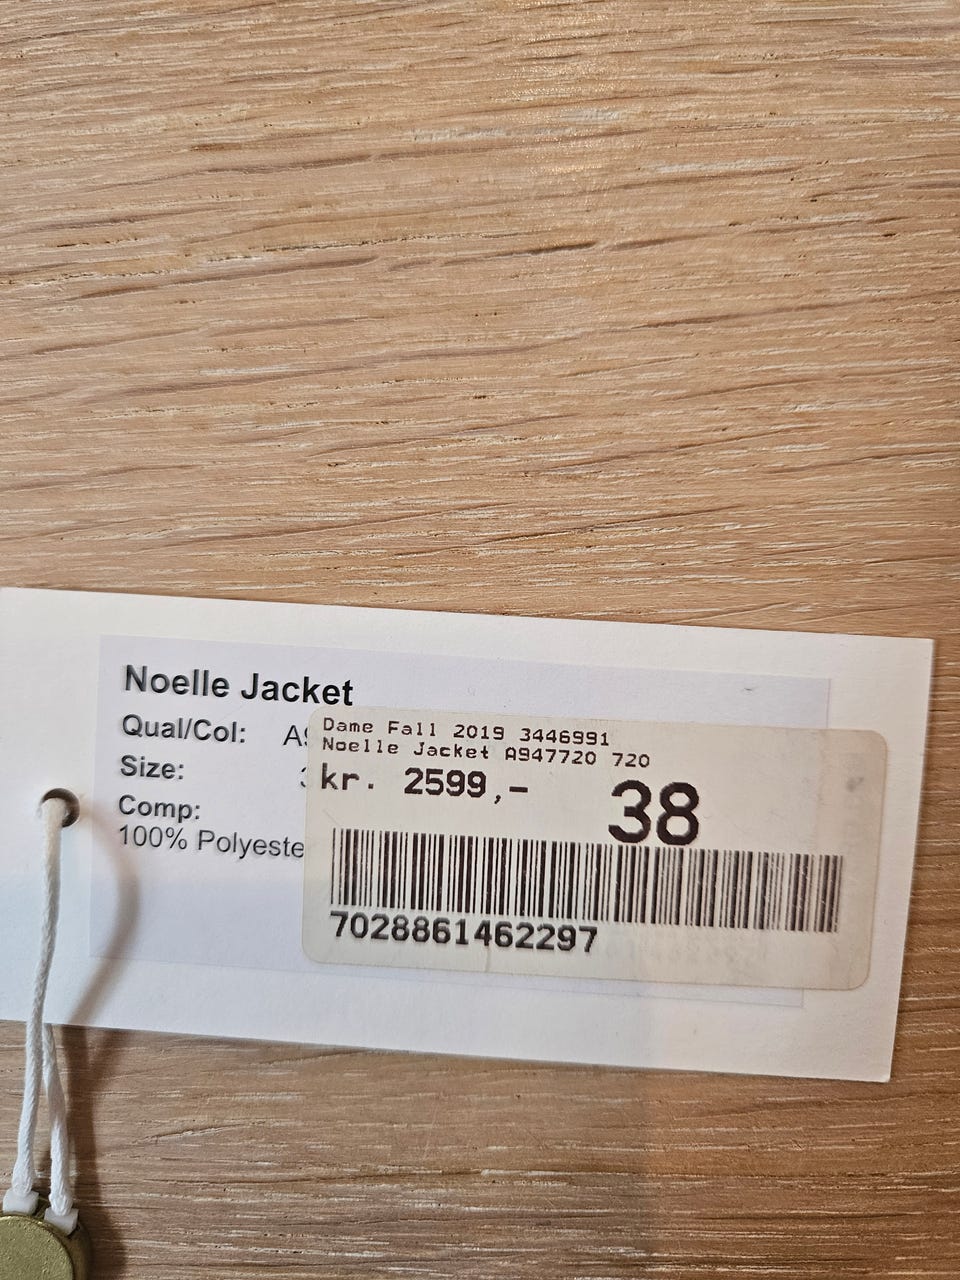 Noelle Jacket
Qual/Col:
Size:
Comp:
100% Polyeste
Dame Fall 2019 3446991
Noelle Jacket A947720 720
kr. 2599,-
38
7028861462297